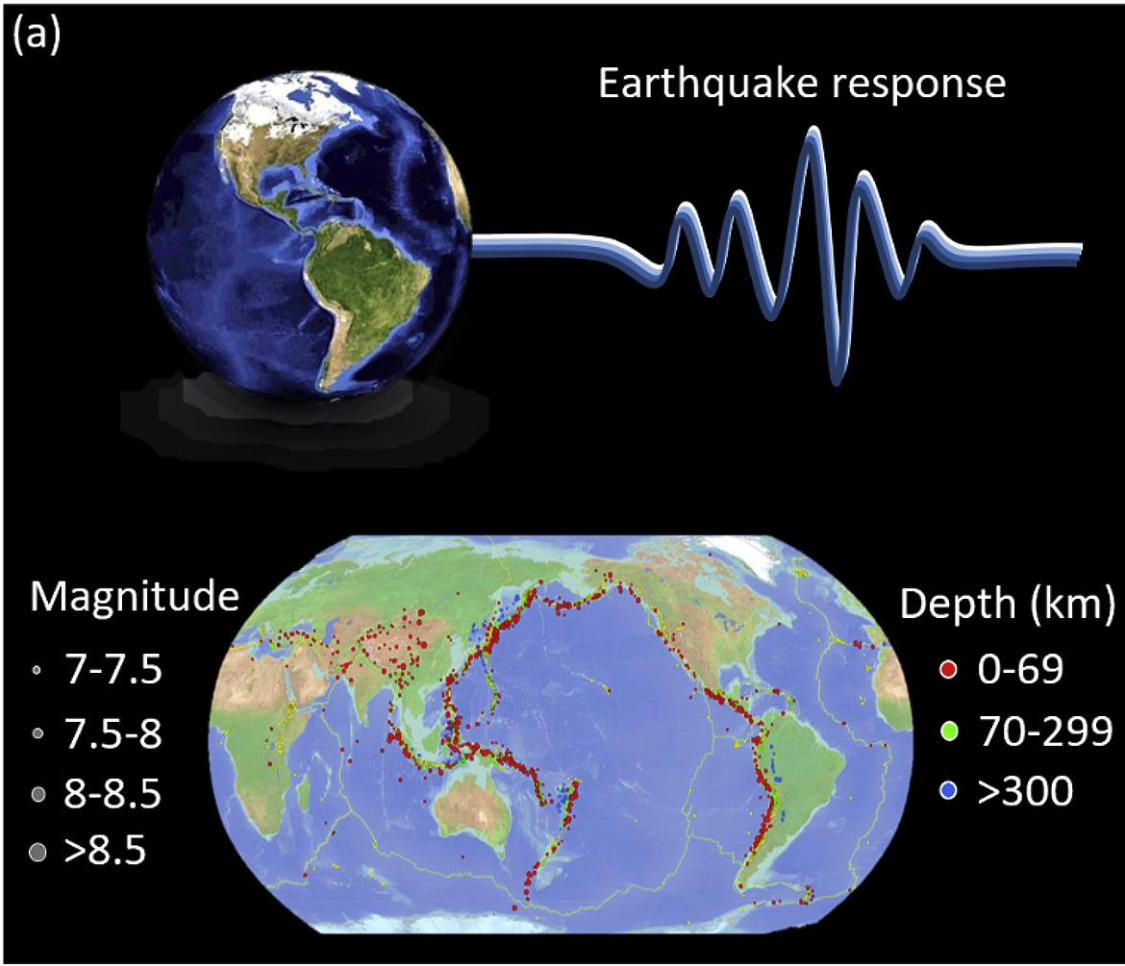 (a)
Earthquake response
Magnitude
7-7.5
7.5-8
8-8.5
>8.5
Depth (km)
0-69
70-299
>300